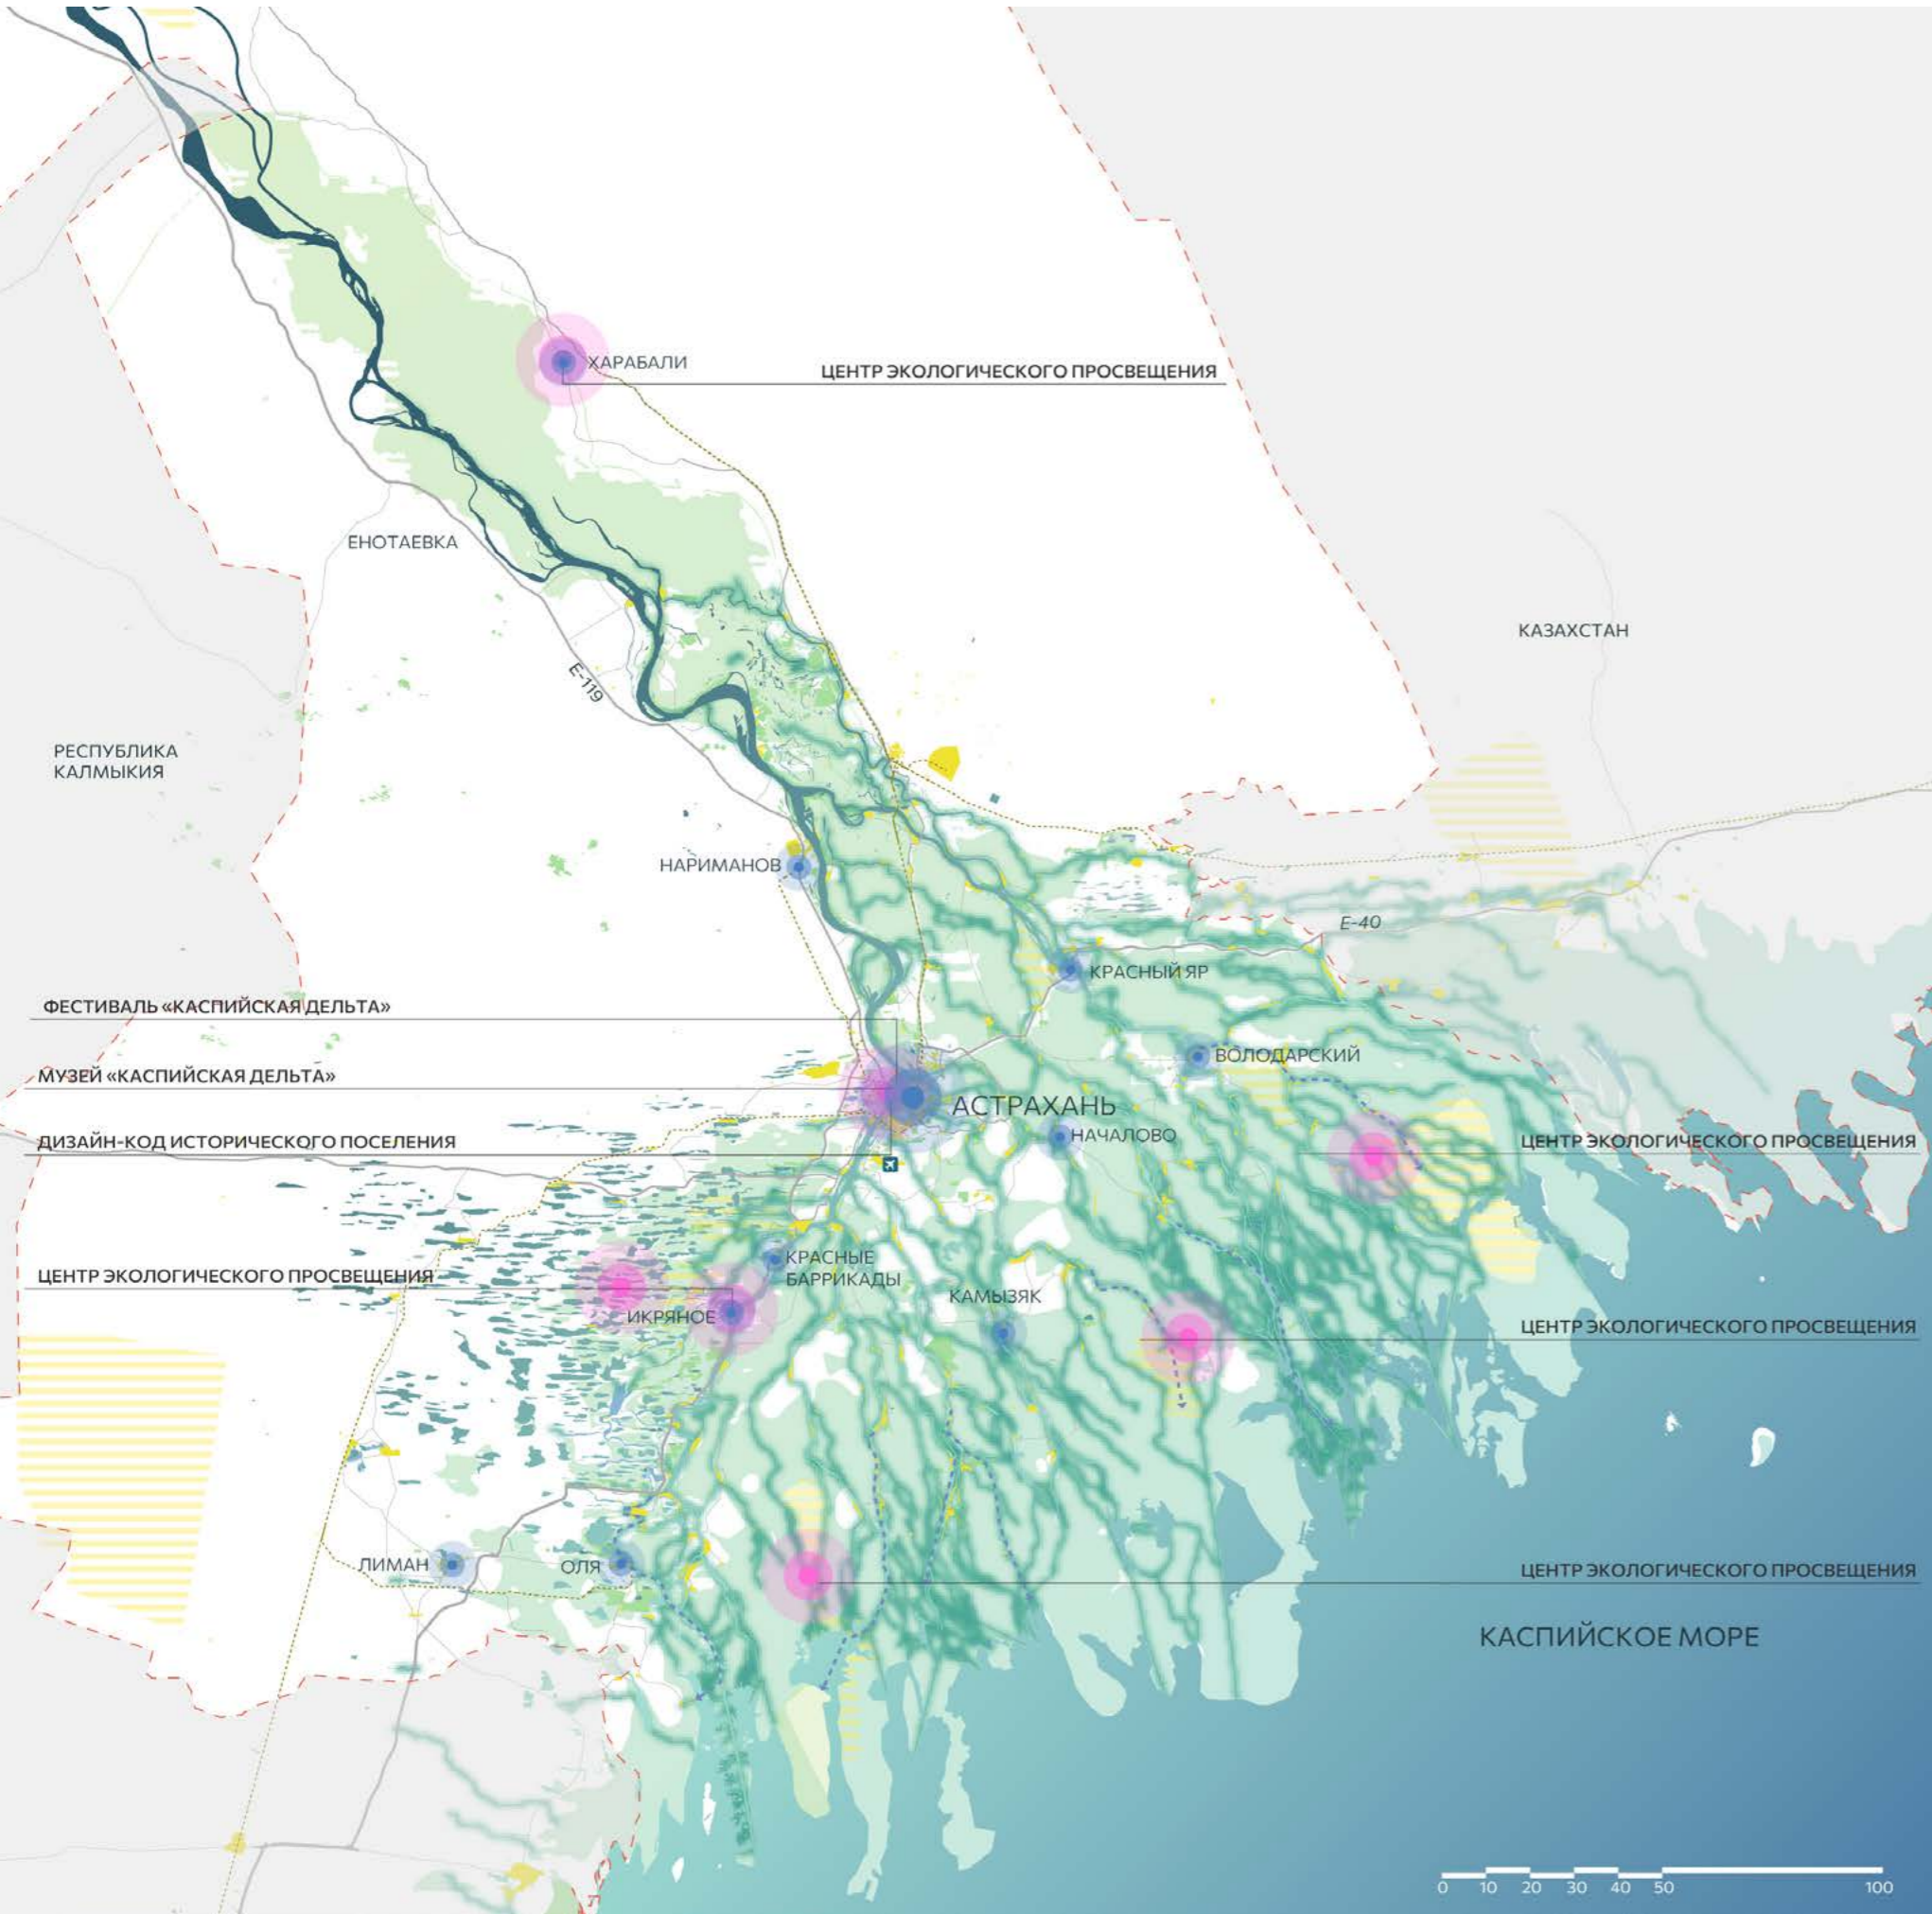 ХАРАБАЛИ
ЦЕНТР ЭКОЛОГИЧЕСКОГО ПРОСВЕЩЕНИЯ
ЕНОТАЕВКА
КАЗАХСТАН
E-119
РЕСПУБЛИКА
КАЛМЫКИЯ
НАРИМАНОВ
E-40
КРАСНЫЙ ЯР
ФЕСТИВАЛЬ «КАСПИЙСКАЯ ДЕЛЬТА»
ВОЛОДАРСКИЙ
МУЗЕЙ «КАСПИЙСКАЯ ДЕЛЬТА»
АСТРАХАНЬ
НАЧАЛОВО
ДИЗАЙН-КОД ИСТОРИЧЕСКОГО ПОСЕЛЕНИЯ
ЦЕНТР ЭКОЛОГИЧЕСКОГО ПРОСВЕЩЕНИЯ
КРАСНЫЕ
БАРРИКАДЫ
ЦЕНТР ЭКОЛОГИЧЕСКОГО ПРОСВЕЩЕНИЯ
КАМЫЗЯК
ИКРЯНОЕ
ЦЕНТР ЭКОЛОГИЧЕСКОГО ПРОСВЕЩЕНИЯ
ЛИМАН
ОЛЯ
ЦЕНТР ЭКОЛОГИЧЕСКОГО ПРОСВЕЩЕНИЯ
КАСПИЙСКОЕ МОРЕ
0 10 20 30 40 50 100